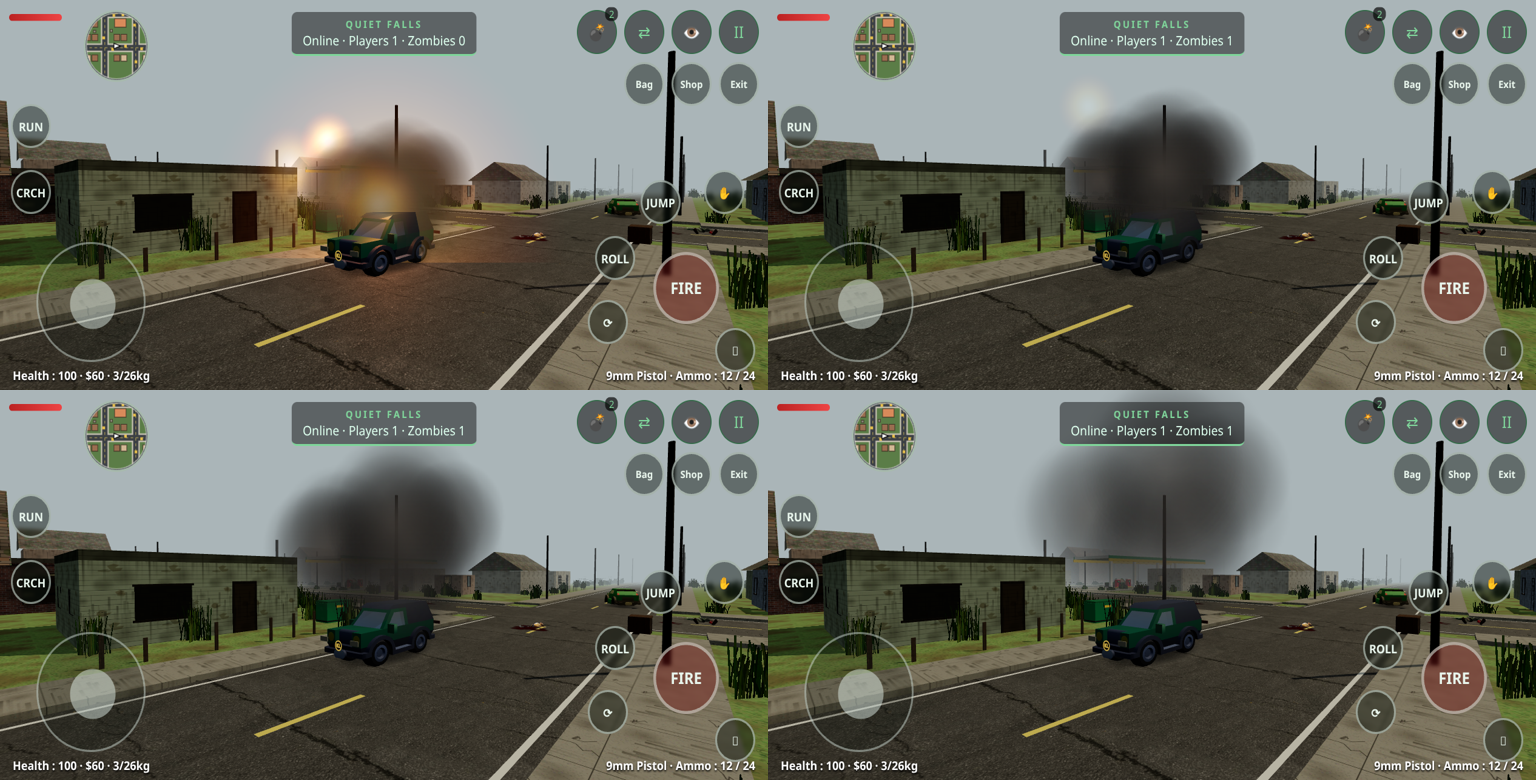 QUIET FALLS
Online · Players 1 · Zombies 0
2
II
Bag
Shop
Exit
RUN
CRCH
JUMP
ROLL
FIRE
Health : 100 · $60 · 3/26kg
9mm Pistol · Ammo : 12 / 24
QUIET FALLS
Online · Players 1 · Zombies 1
2
II
Bag
Shop
Exit
RUN
CRCH
JUMP
ROLL
FIRE
Health : 100 · $60 · 3/26kg
9mm Pistol · Ammo : 12 / 24
QUIET FALLS
Online · Players 1 · Zombies 1
2
II
Bag
Shop
Exit
RUN
CRCH
JUMP
ROLL
FIRE
Health : 100 · $60 · 3/26kg
9mm Pistol · Ammo : 12 / 24
QUIET FALLS
Online · Players 1 · Zombies 1
2
II
Bag
Shop
Exit
RUN
CRCH
JUMP
ROLL
FIRE
Health : 100 · $60 · 3/26kg
9mm Pistol · Ammo : 12 / 24